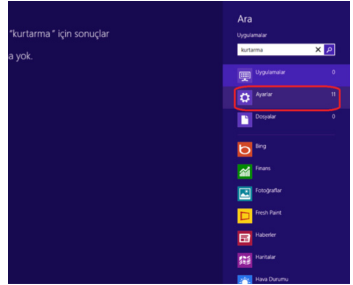 "kurtarma" için sonuçlar
a yok.
Ara
Uygulamalar
kurtarma
Uygulamalar 0
Ayarlar 11
Dosyalar 0
Bing
Finans
Fotoğraflar
Fresh Paint
Haberler
Haritalar
Hava Durumu